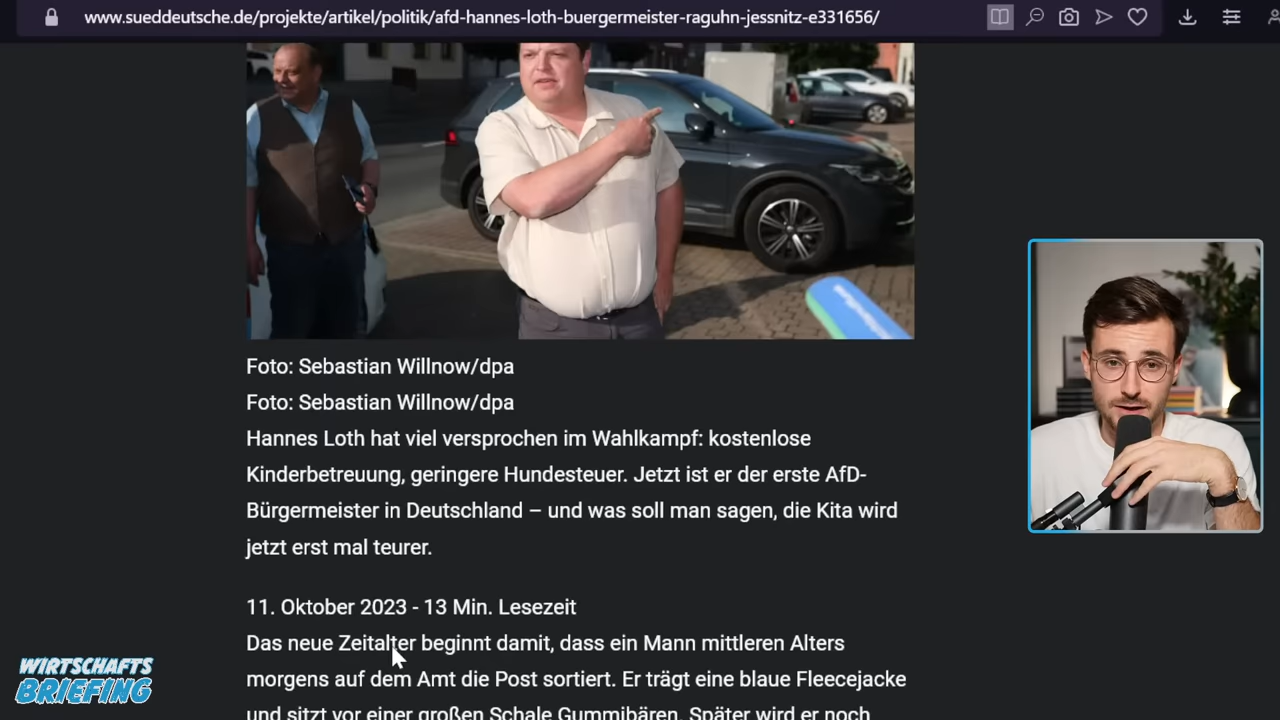 www.sueddeutsche.de/projekte/artikel/politik/afd-hannes-loth-buergermeister-raguhn-jessnitz-e331656/
Foto: Sebastian Willnow/dpa
Foto: Sebastian Willnow/dpa
Hannes Loth hat viel versprochen im Wahlkampf: kostenlose
Kinderbetreuung, geringere Hundesteuer. Jetzt ist er der erste AfD-
Bürgermeister in Deutschland – und was soll man sagen, die Kita wird
jetzt erst mal teurer.
11. Oktober 2023 - 13 Min. Lesezeit
Das neue Zeitalter beginnt damit, dass ein Mann mittleren Alters
morgens auf dem Amt die Post sortiert. Er trägt eine blaue Fleecejacke
und sitzt vor einer großen Schale Gummibären. Später wird er noch
WIRTSCHAFTS
BRIEFING